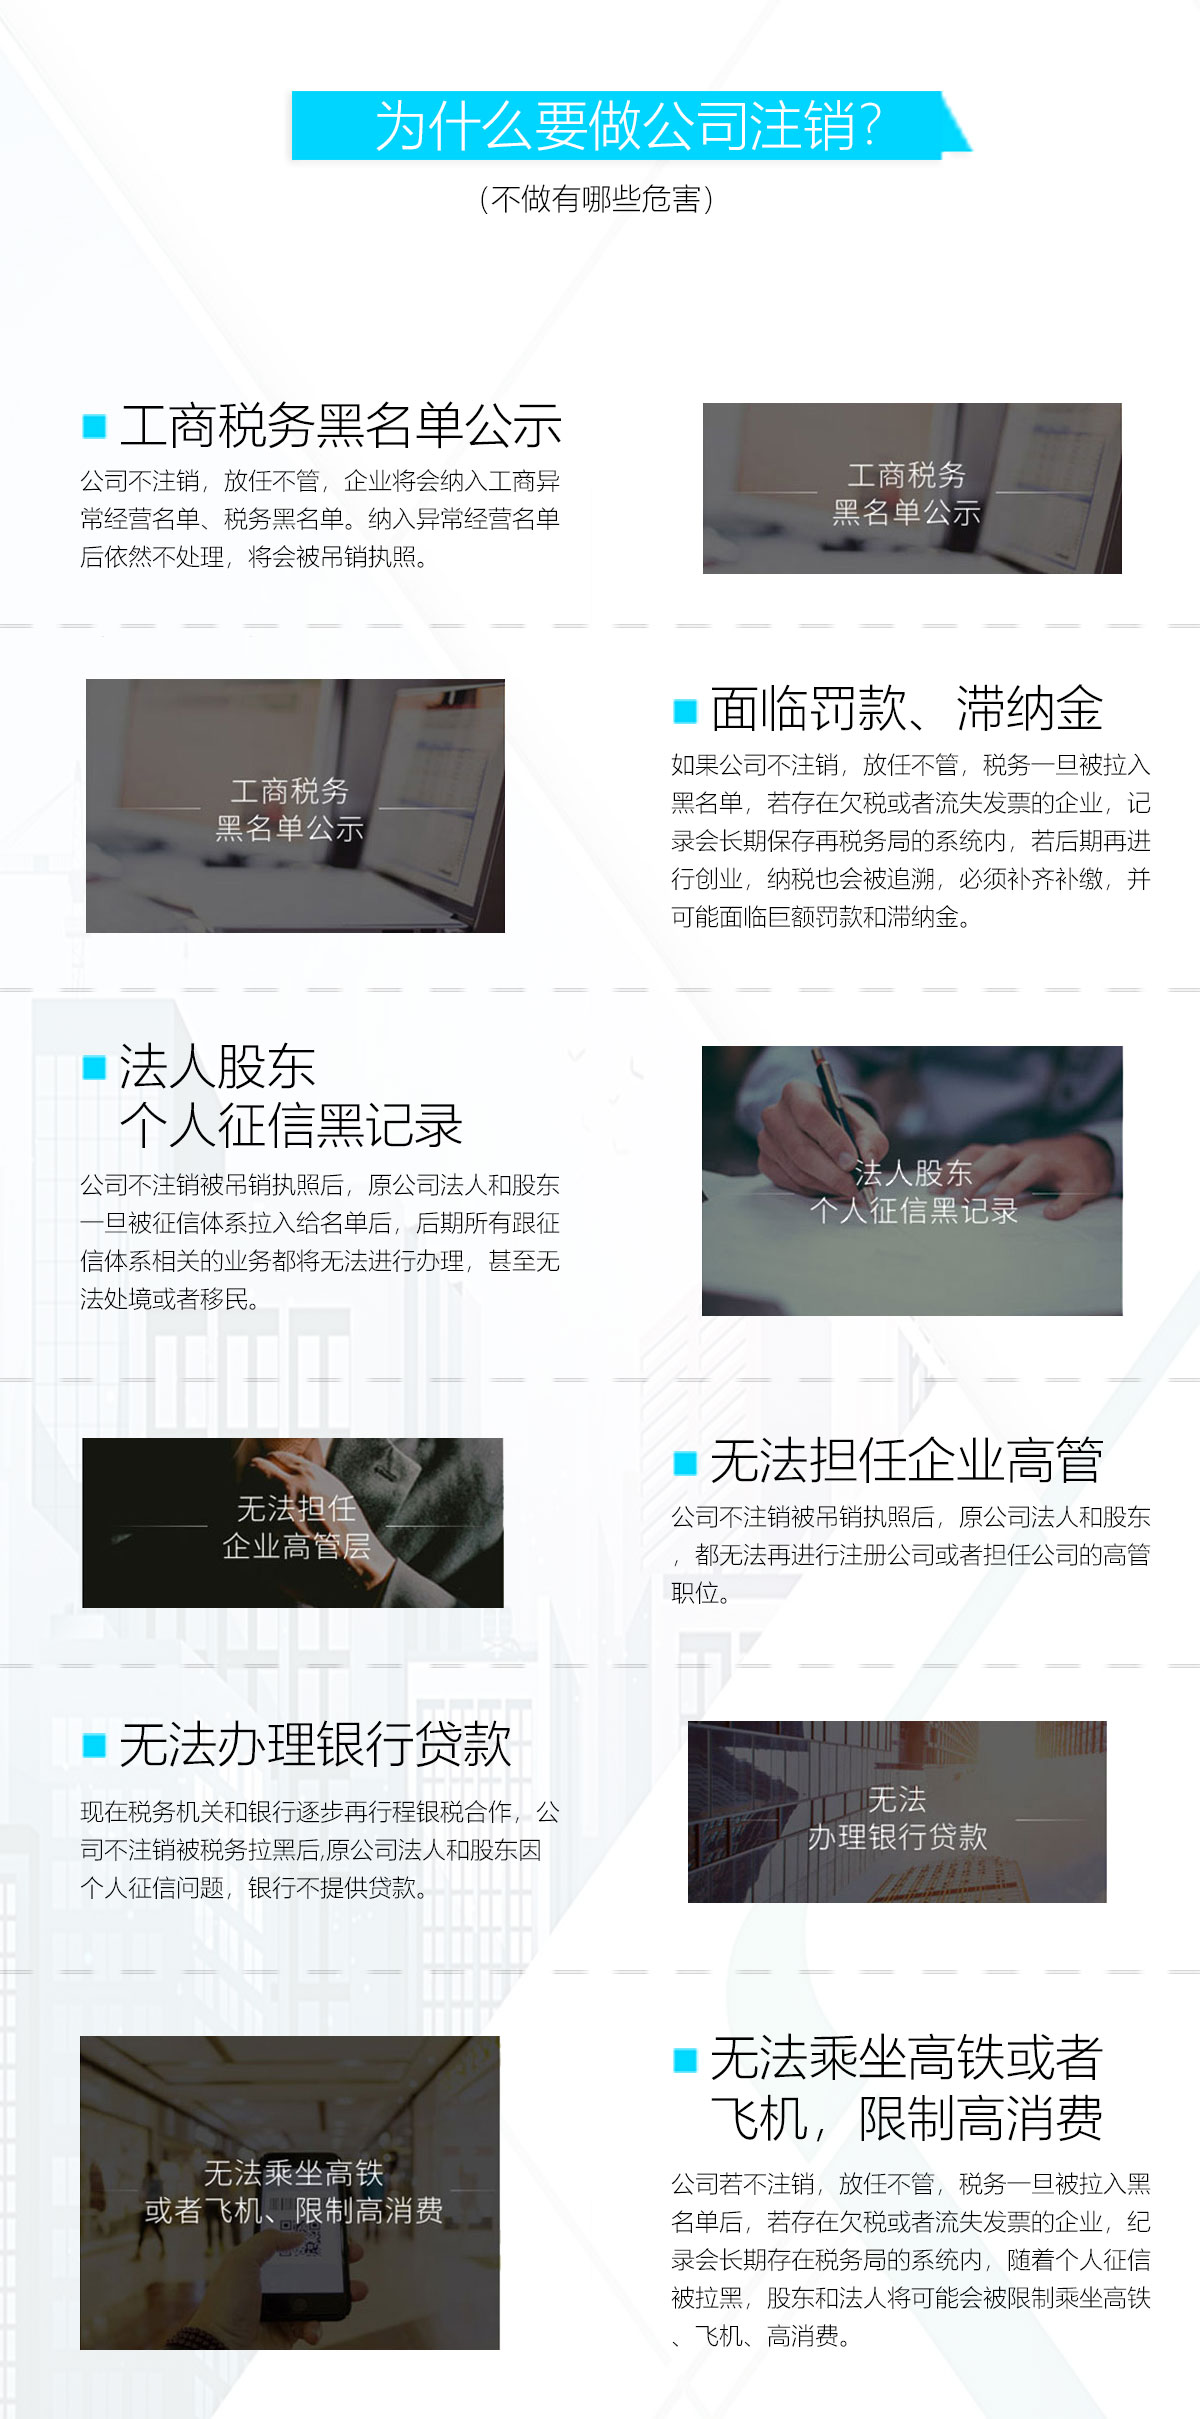 为什么要做公司注销?
（不做有哪些危害）
工商税务黑名单公示
公司不注销，放任不管，企业将会纳入工商异
常经营名单、税务黑名单。纳入异常经营名单
后依然不处理，将会被吊销执照。
工商税务
黑名单公示
工商税务
黑名单公示
面临罚款、滞纳金
如果公司不注销，放任不管，税务一旦被拉入
黑名单，若存在欠税或者流失发票的企业，记
录会长期保存再税务局的系统内，若后期再进
行创业，纳税也会被追溯，必须补齐补缴，并
可能面临巨额罚款和滞纳金。
法人股东
个人征信黑记录
公司不注销被吊销执照后，原公司法人和股东
一旦被征信体系拉入给名单后，后期所有跟征
信体系相关的业务都将无法进行办理，甚至无
法处境或者移民。
法人股东
个人征信黑记录
无法担任
企业高管层
无法担任企业高管
公司不注销被吊销执照后，原公司法人和股东
，都无法再进行注册公司或者担任公司的高管
职位。
无法办理银行贷款
现在税务机关和银行逐步再行程银税合作，公
司不注销被税务拉黑后,原公司法人和股东因
个人征信问题，银行不提供贷款。
无法
办理银行贷款
无法乘坐高铁
或者飞机、限制高消费
无法乘坐高铁或者
飞机，限制高消费
公司若不注销，放任不管，税务一旦被拉入黑
名单后，若存在欠税或者流失发票的企业，纪
录会长期存在税务局的系统内，随着个人征信
被拉黑，股东和法人将可能会被限制乘坐高铁
、飞机、高消费。